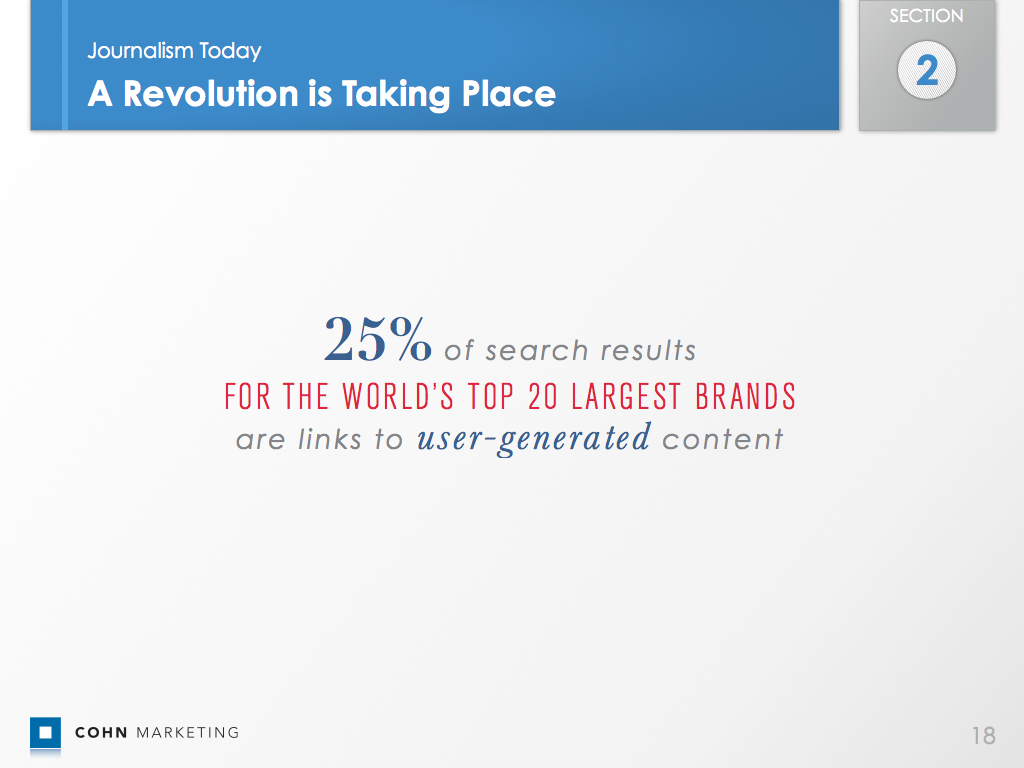 Journalism Today
A Revolution is Taking Place
SECTION
2
25% of search results
FOR THE WORLD'S TOP 20 LARGEST BRANDS
are links to user-generated content
COHN MARKETING
18